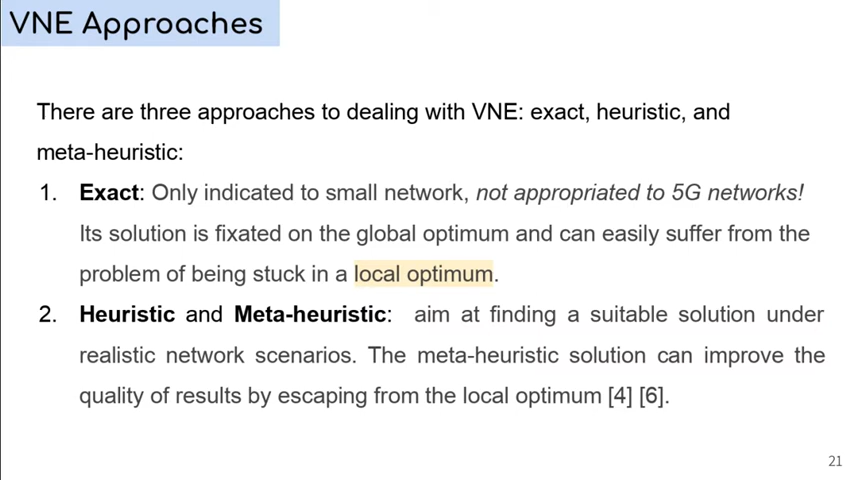 VNE Approaches
There are three approaches to dealing with VNE: exact, heuristic, and
meta-heuristic:
1. Exact: Only indicated to small network, not appropriated to 5G networks!
Its solution is fixated on the global optimum and can easily suffer from the
problem of being stuck in a local optimum.
2. Heuristic and Meta-heuristic: aim at finding a suitable solution under
realistic network scenarios. The meta-heuristic solution can improve the
quality of results by escaping from the local optimum [4] [6].
21